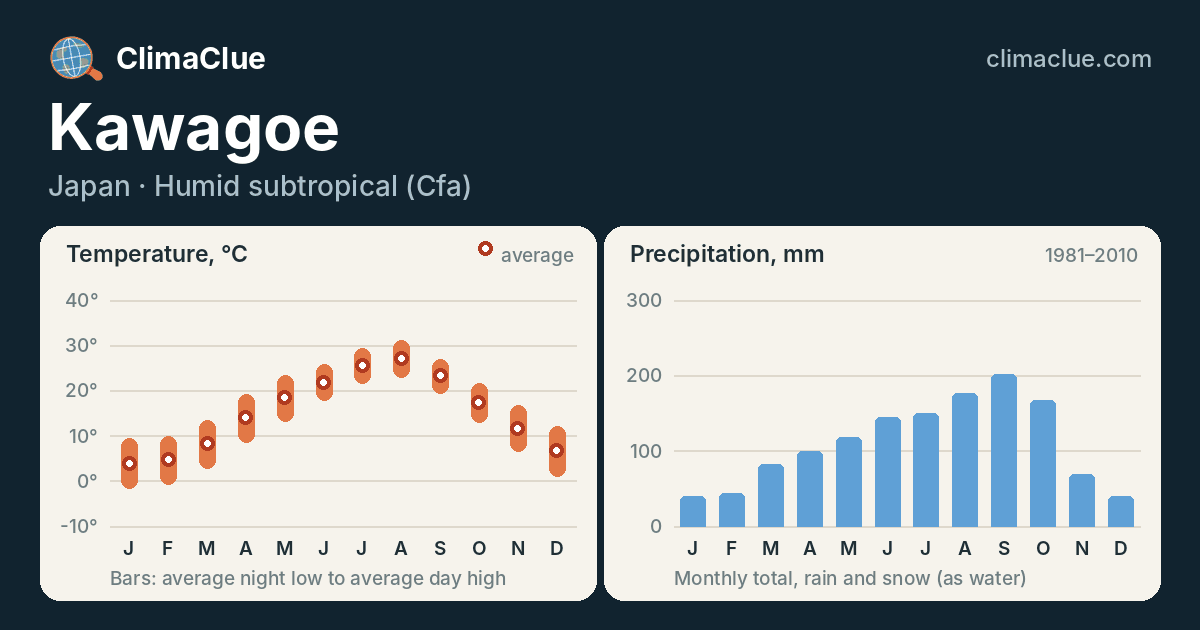 ClimaClue
climaclue.com
Kawagoe
Japan · Humid subtropical (Cfa)
Temperature, °C
average
40°
30°
20°
10°
0°
-10°
J F M A M J J A S O N D
Bars: average night low to average day high
Precipitation, mm
1981–2010
300
200
100
0
J F M A M J J A S O N D
Monthly total, rain and snow (as water)